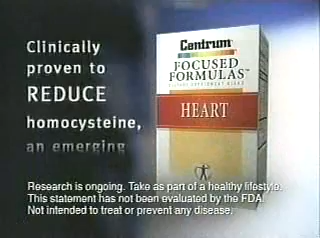 Clinically
proven to
REDUCE
homocysteine,
an emerging
Centrum
FOCUSED
FORMULAS™
HEART
Research is ongoing. Take as part of a healthy lifestyle.
This statement has not been evaluated by the FDA.
Not intended to treat or prevent any disease.